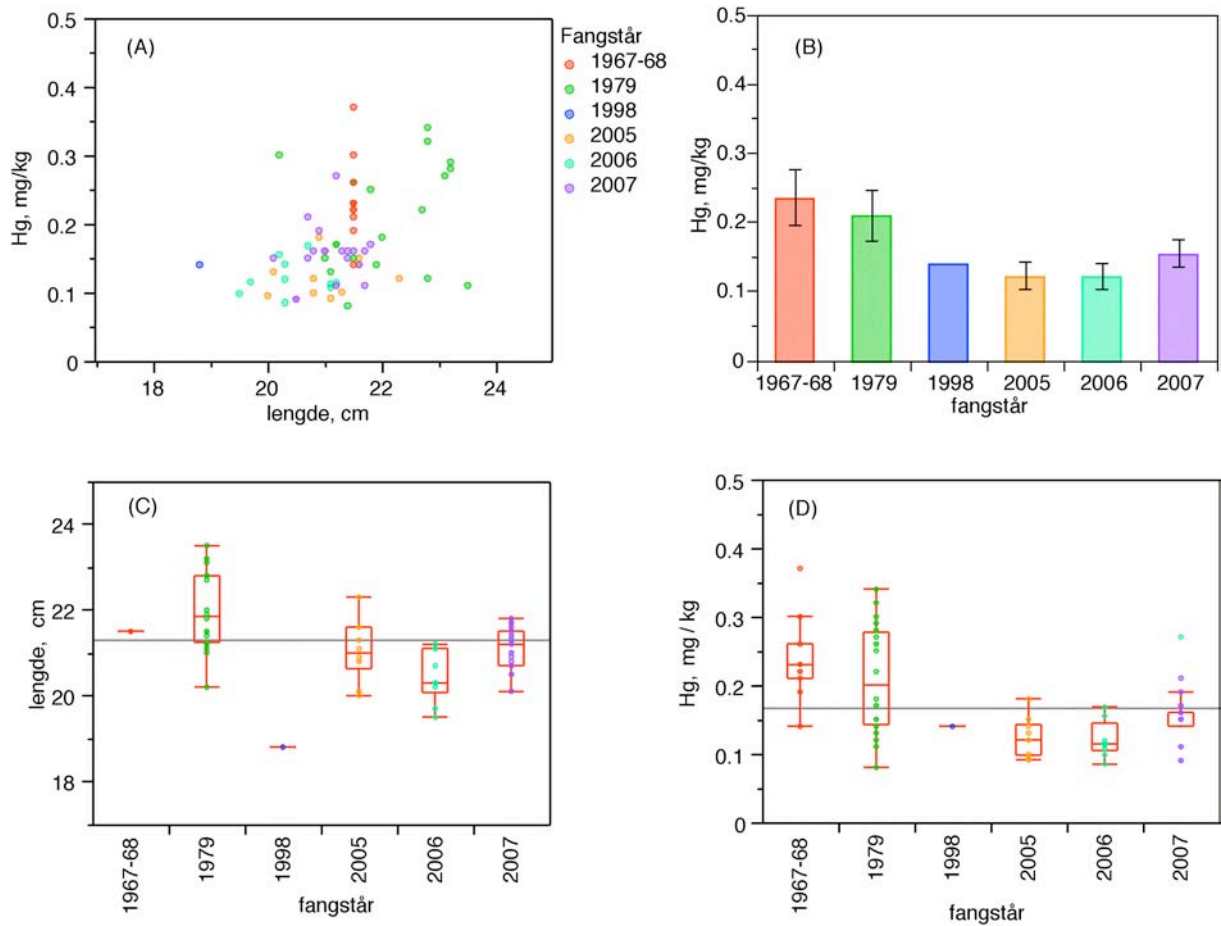 (A)
Hg, mg/kg
0.5
0.4
0.3
0.2
0.1
0
18 20 22 24
lengde, cm
Fangstår
1967-68
1979
1998
2005
2006
2007
(B)
Hg, mg/kg
0.5
0.4
0.3
0.2
0.1
0
1967-68 1979 1998 2005 2006 2007
fangstår
(C)
lengde, cm
24
22
20
18
1967-68 1979 1998 2005 2006 2007
fangstår
(D)
Hg, mg / kg
0.5
0.4
0.3
0.2
0.1
0
1967-68 1979 1998 2005 2006 2007
fangstår